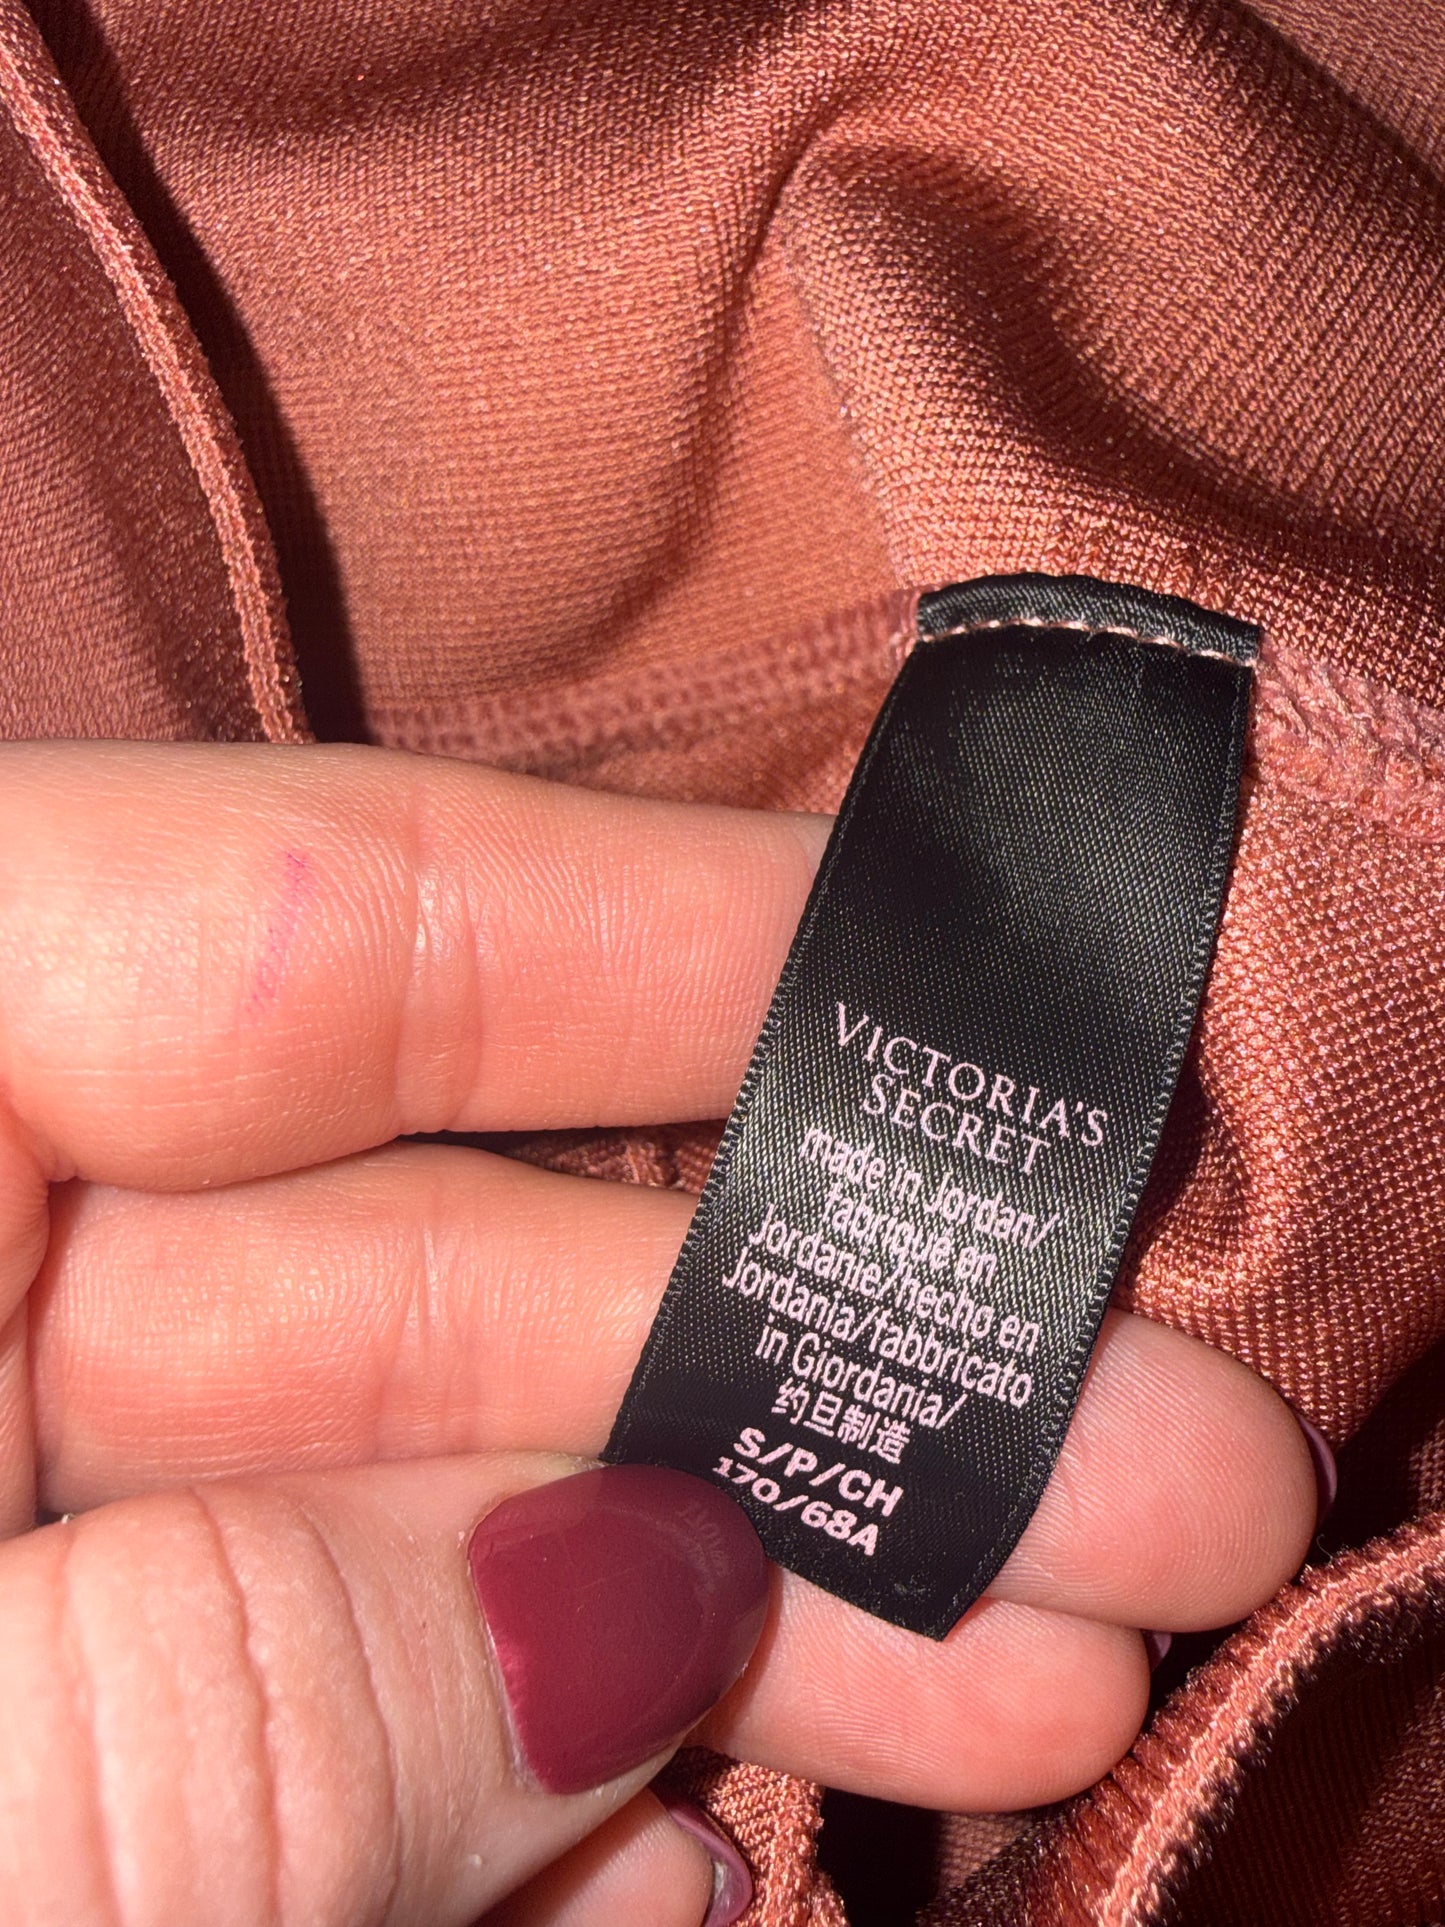 VICTORIA'S
SECRET
made in Jordan/
fabriqué en
Jordanie/hecho en
Jordania/fabbricato
in Giordania/
约旦制造
S/P/CH
170/68A